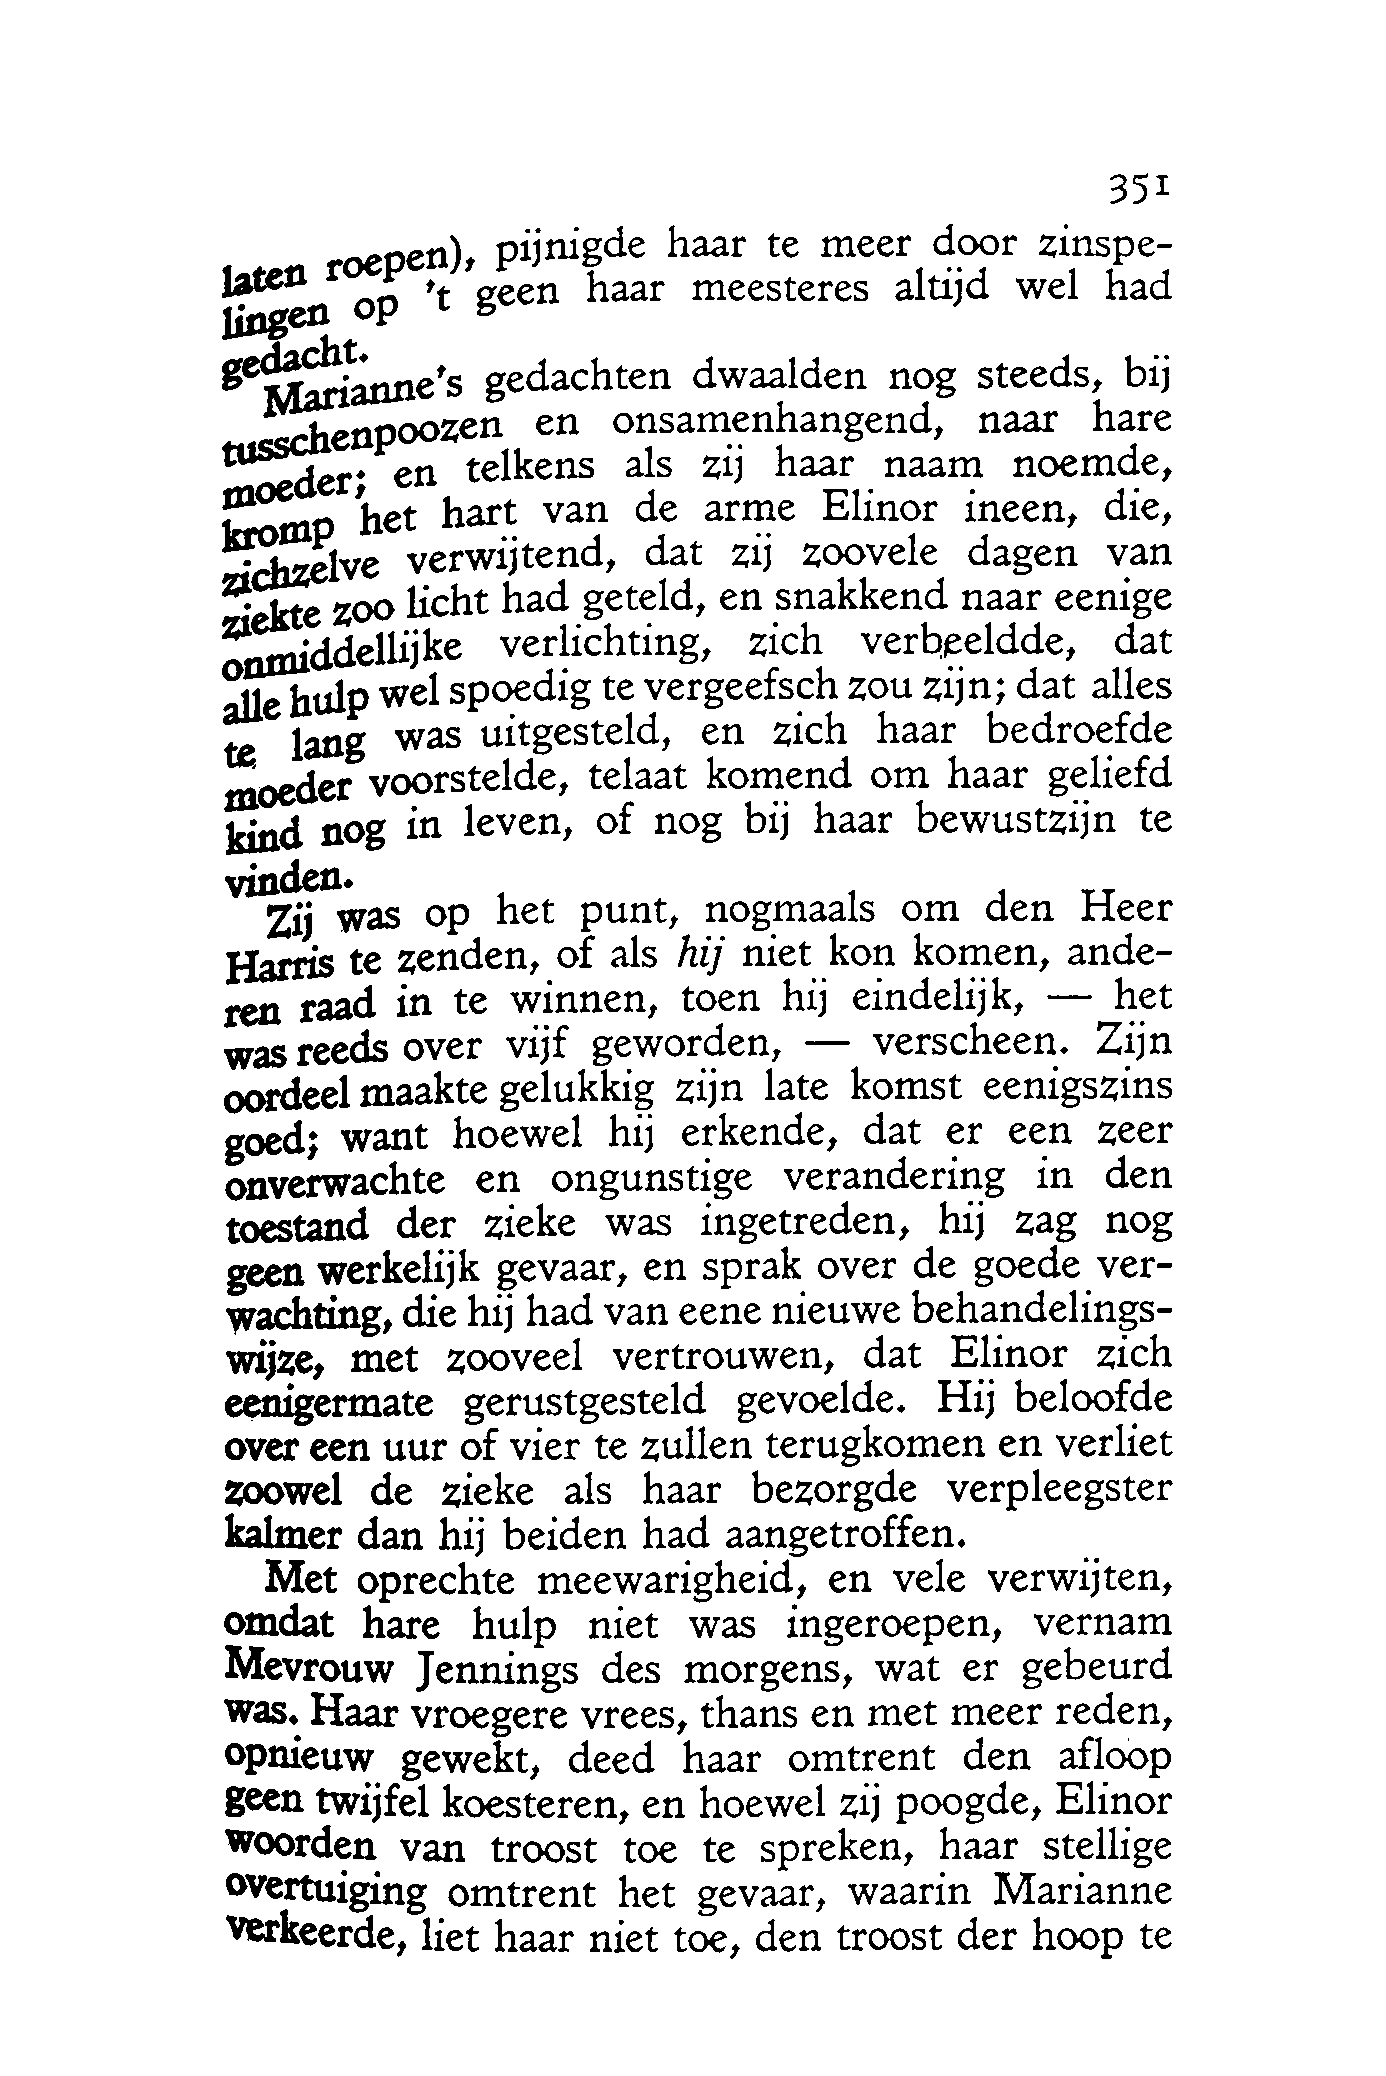 351
laten roepen), pijnigde haar te meer door zinspe-
lingen op 't geen haar meesteres altijd wel had
gedacht.
Marianne's gedachten dwaalden nog steeds, bij
tusschenpoozen en onsamenhangend, naar hare
moeder; en telkens als zij haar naam noemde,
kromp het hart van de arme Elinor ineen, die,
zichzelve verwijtend, dat zij zoovele dagen van
ziekte zoo licht had geteld, en snakkend naar eenige
onmiddellijke verlichting, zich verbeeldde, dat
alle hulp wel spoedig te vergeefsch zou zijn; dat alles
te lang was uitgesteld, en zich haar bedroefde
moeder voorstelde, telaat komend om haar geliefd
kind nog in leven, of nog bij haar bewustzijn te
vinden.
Zij was op het punt, nogmaals om den Heer
Harris te zenden, of als hij niet kon komen, ande-
ren raad in te winnen, toen hij eindelijk, — het
was reeds over vijf geworden, — verscheen. Zijn
oordeel maakte gelukkig zijn late komst eenigszins
goed; want hoewel hij erkende, dat er een zeer
onverwachte en ongunstige verandering in den
toestand der zieke was ingetreden, hij zag nog
geen werkelijk gevaar, en sprak over de goede ver-
wachting, die hij had van eene nieuwe behandelings-
wijze, met zooveel vertrouwen, dat Elinor zich
eenigermate gerustgesteld gevoelde. Hij beloofde
over een uur of vier te zullen terugkomen en verliet
zoowel de zieke als haar bezorgde verpleegster
kalmer dan hij beiden had aangetroffen.
Met oprechte meewarigheid, en vele verwijten,
omdat hare hulp niet was ingeroepen, vernam
Mevrouw Jennings des morgens, wat er gebeurd
was. Haar vroegere vrees, thans en met meer reden,
opnieuw gewekt, deed haar omtrent den afloop
geen twijfel koesteren, en hoewel zij poogde, Elinor
woorden van troost toe te spreken, haar stellige
overtuiging omtrent het gevaar, waarin Marianne
verkeerde, liet haar niet toe, den troost der hoop te